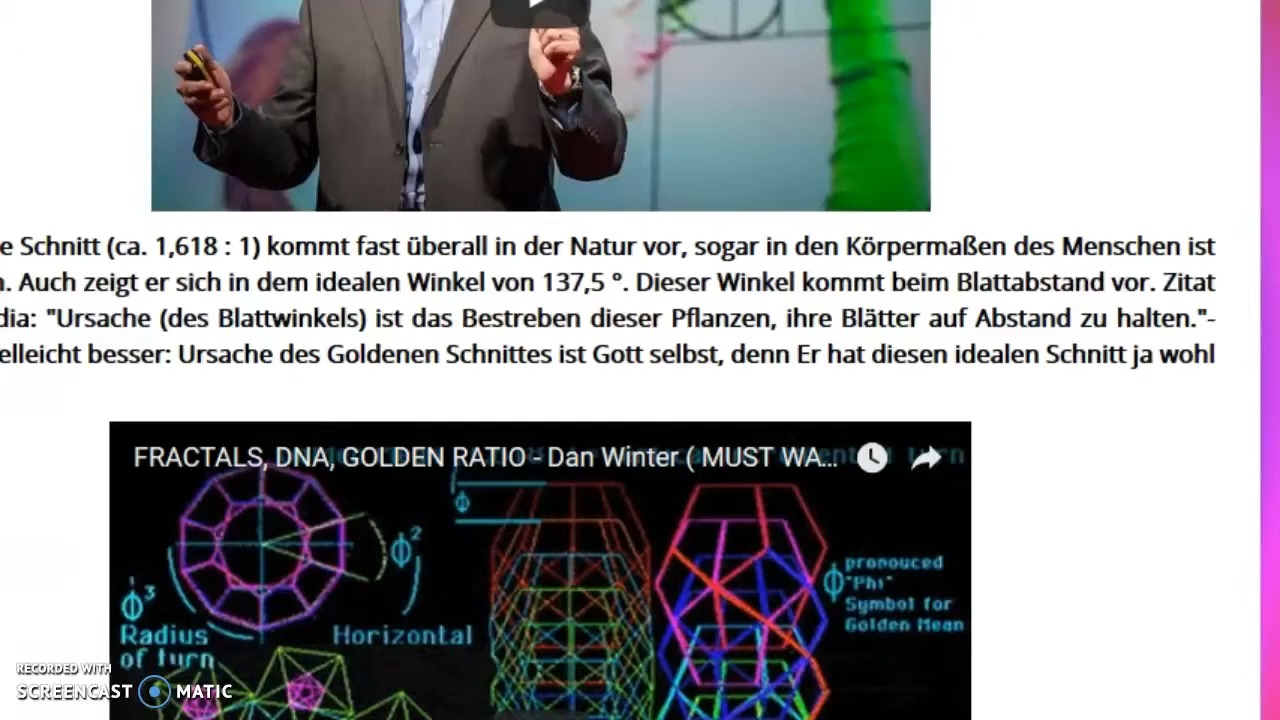 e Schnitt (ca. 1,618 : 1) kommt fast überall in der Natur vor, sogar in den Körpermaßen des Menschen ist
n. Auch zeigt er sich in dem idealen Winkel von 137,5 °. Dieser Winkel kommt beim Blattabstand vor. Zitat
dia: "Ursache (des Blattwinkels) ist das Bestreben dieser Pflanzen, ihre Blätter auf Abstand zu halten."-
elleicht besser: Ursache des Goldenen Schnittes ist Gott selbst, denn Er hat diesen idealen Schnitt ja wohl
FRACTALS, DNA, GOLDEN RATIO - Dan Winter ( MUST WA...
Φ
Φ²
Φ pronouced
"Phi"
Symbol for
Golden Mean
Φ³
Radius
of turn
Horizontal
RECORDED WITH
SCREENCAST MATIC